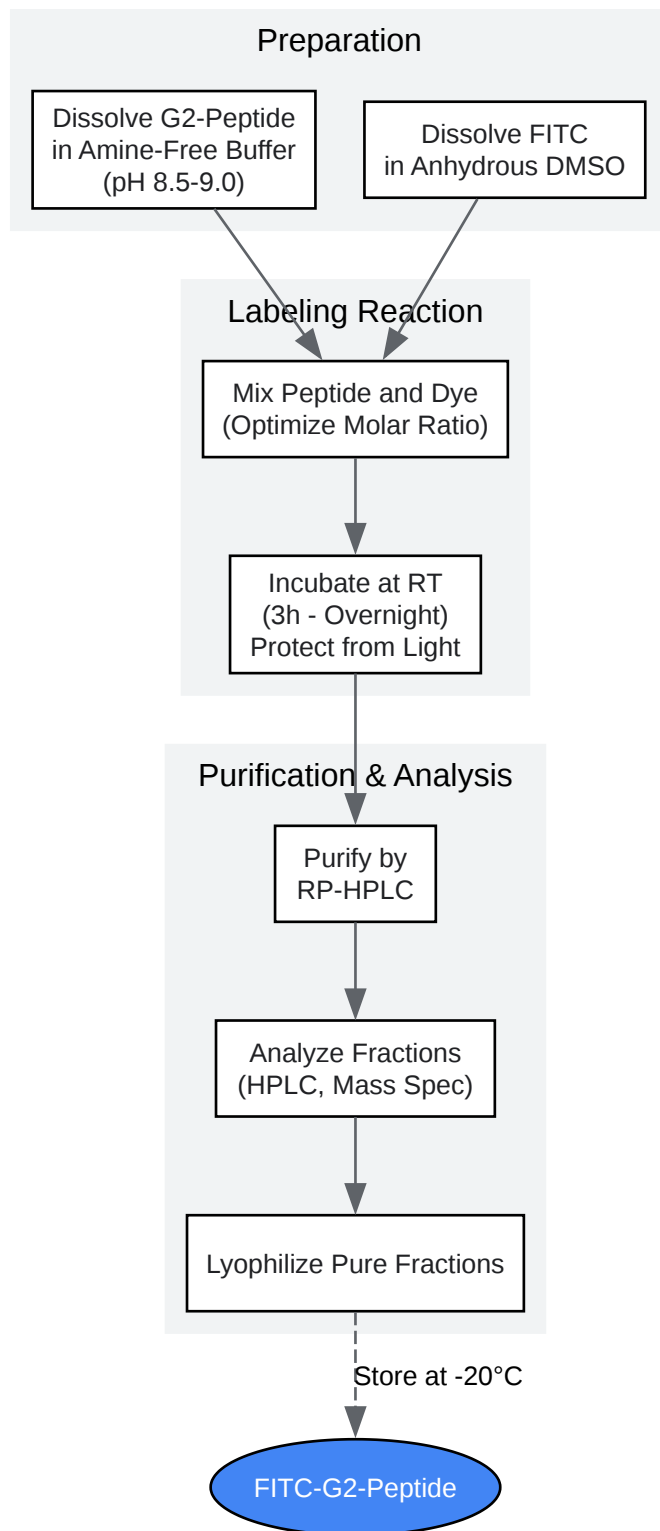 Preparation
Dissolve G2-Peptide
in Amine-Free Buffer
(pH 8.5-9.0)
Dissolve FITC
in Anhydrous DMSO
Labeling Reaction
Mix Peptide and Dye
(Optimize Molar Ratio)
Incubate at RT
(3h - Overnight)
Protect from Light
Purification & Analysis
Purify by
RP-HPLC
Analyze Fractions
(HPLC, Mass Spec)
Lyophilize Pure Fractions
Store at -20°C
FITC-G2-Peptide